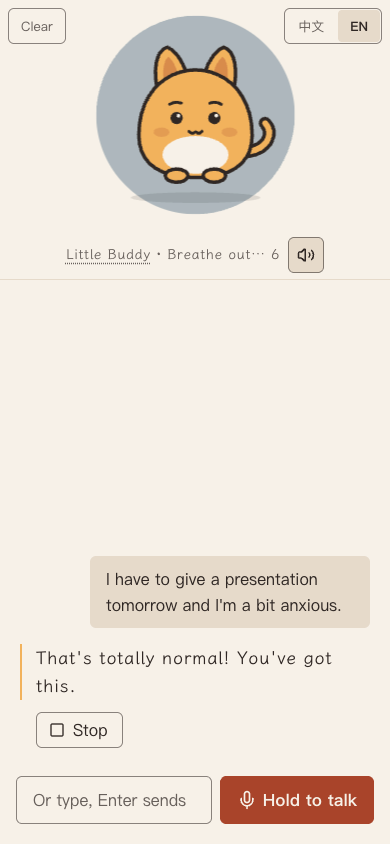 Clear
中文 EN
Little Buddy • Breathe out… 6
I have to give a presentation
tomorrow and I'm a bit anxious.
That's totally normal! You've got
this.
Stop
Or type, Enter sends
Hold to talk